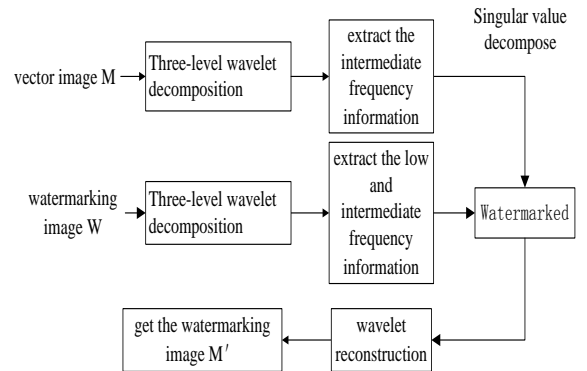 Singular value
decompose
vector image M
Three-level wavelet
decomposition
extract the
intermediate
frequency
information
watermarking
image W
Three-level wavelet
decomposition
extract the low
and
intermediate
frequency
information
Watermarked
get the watermarking
image M′
wavelet
reconstruction